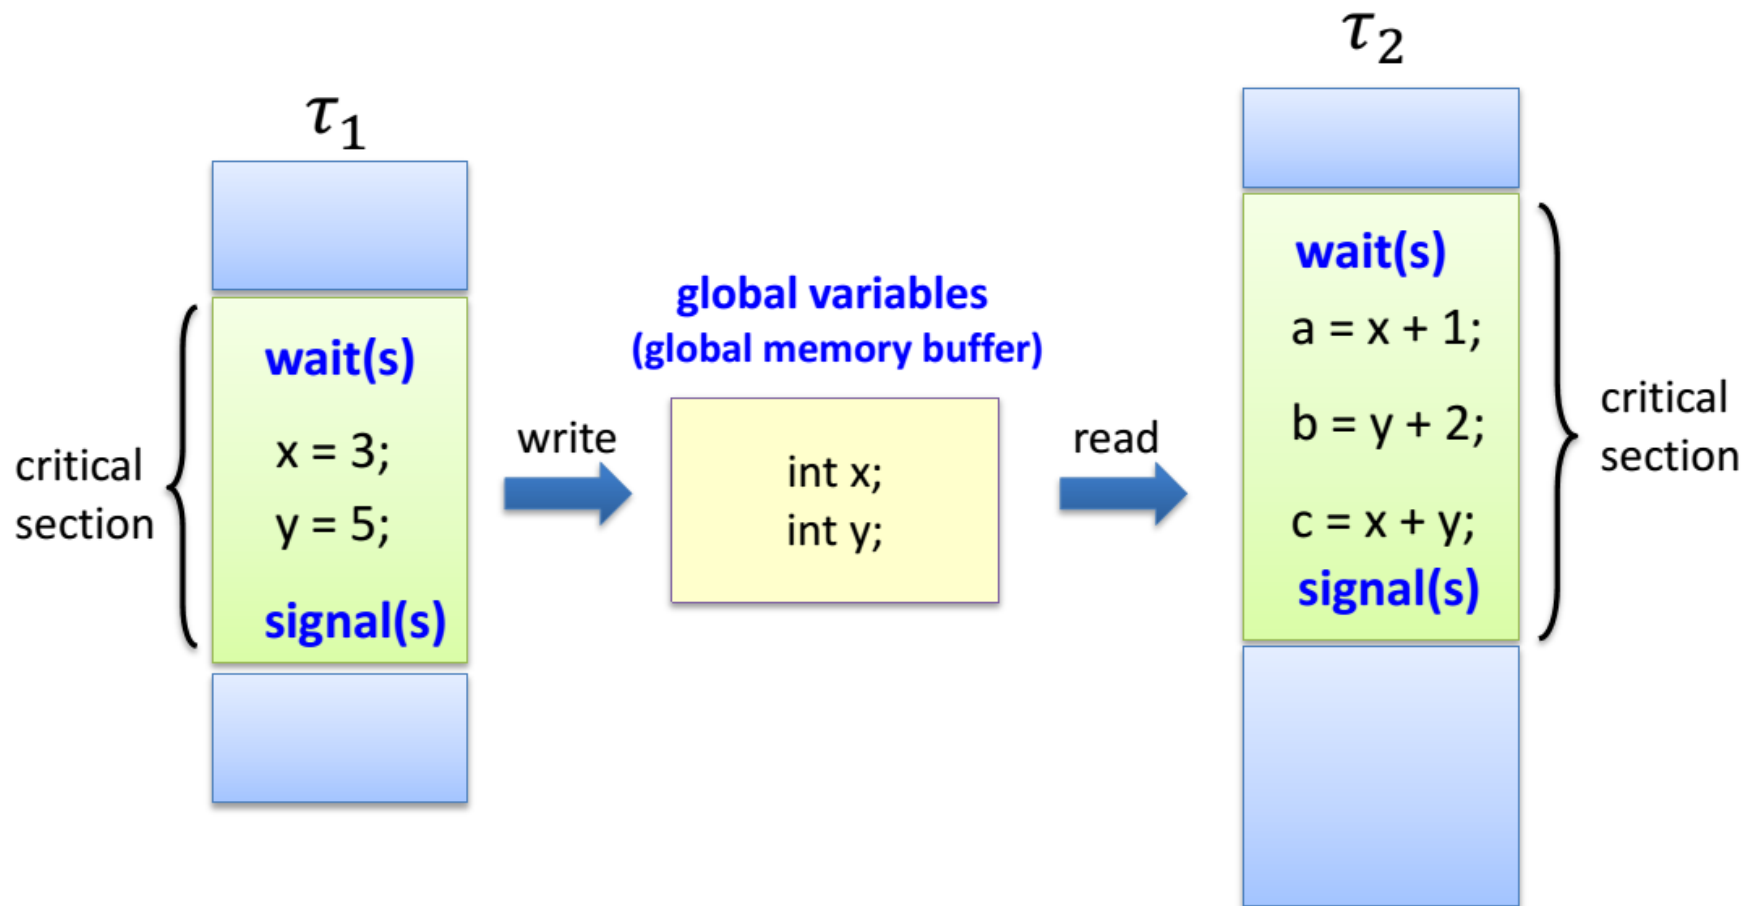 τ₁
wait(s)
x = 3;
y = 5;
signal(s)
critical
section
write
global variables
(global memory buffer)
int x;
int y;
read
τ₂
wait(s)
a = x + 1;
b = y + 2;
c = x + y;
signal(s)
critical
section